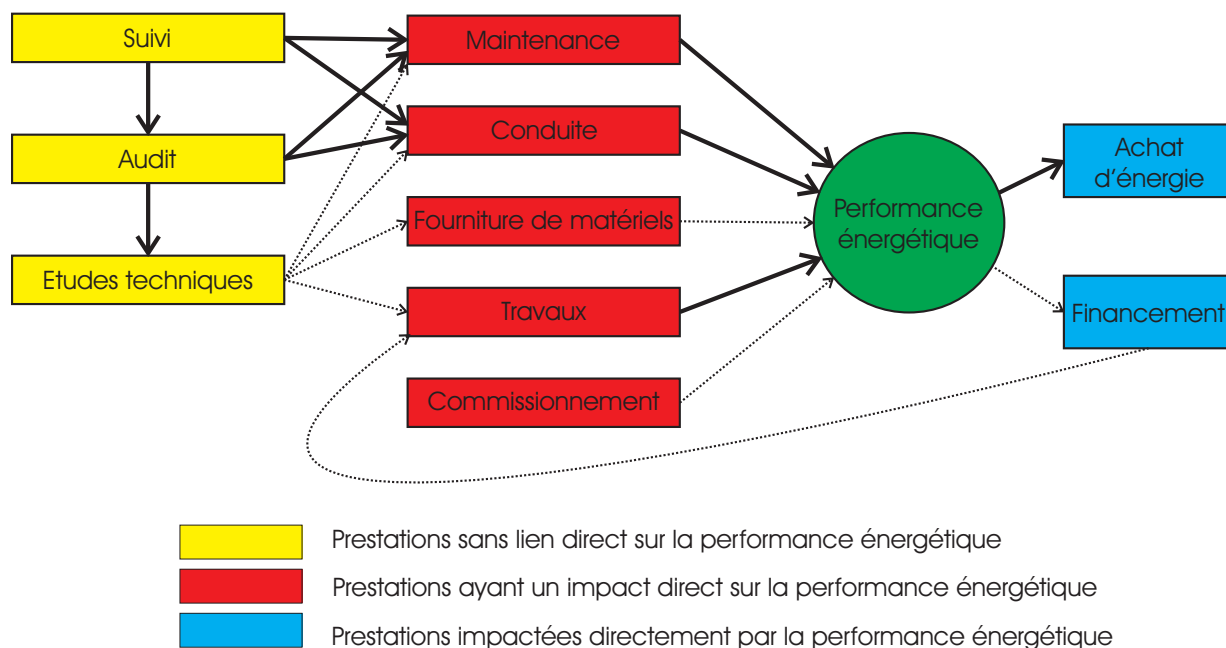 Suivi
Audit
Etudes techniques
Maintenance
Conduite
Fourniture de matériels
Travaux
Commissionnement
Performance
énergétique
Achat
d'énergie
Financement
Prestations sans lien direct sur la performance énergétique
Prestations ayant un impact direct sur la performance énergétique
Prestations impactées directement par la performance énergétique